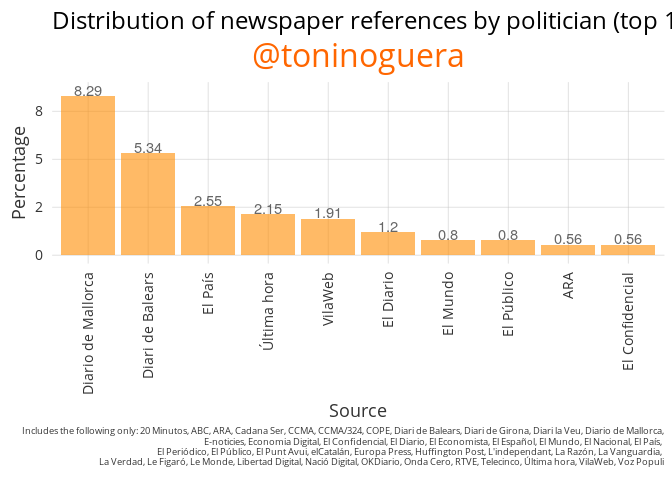 Distribution of newspaper references by politician (top 1
@toninoguera
Percentage
8
5
2
0
8.29
5.34
2.55
2.15
1.91
1.2
0.8
0.8
0.56
0.56
Diario de Mallorca
Diari de Balears
El País
Última hora
VilaWeb
El Diario
El Mundo
El Público
ARA
El Confidencial
Source
Includes the following only: 20 Minutos, ABC, ARA, Cadana Ser, CCMA, CCMA/324, COPE, Diari de Balears, Diari de Girona, Diari la Veu, Diario de Mallorca,
E-noticies, Economia Digital, El Confidencial, El Diario, El Economista, El Español, El Mundo, El Nacional, El País,
El Periódico, El Público, El Punt Avui, elCatalán, Europa Press, Huffington Post, L'independant, La Razón, La Vanguardia,
La Verdad, Le Figaró, Le Monde, Libertad Digital, Nació Digital, OKDiario, Onda Cero, RTVE, Telecinco, Última hora, VilaWeb, Voz Populi